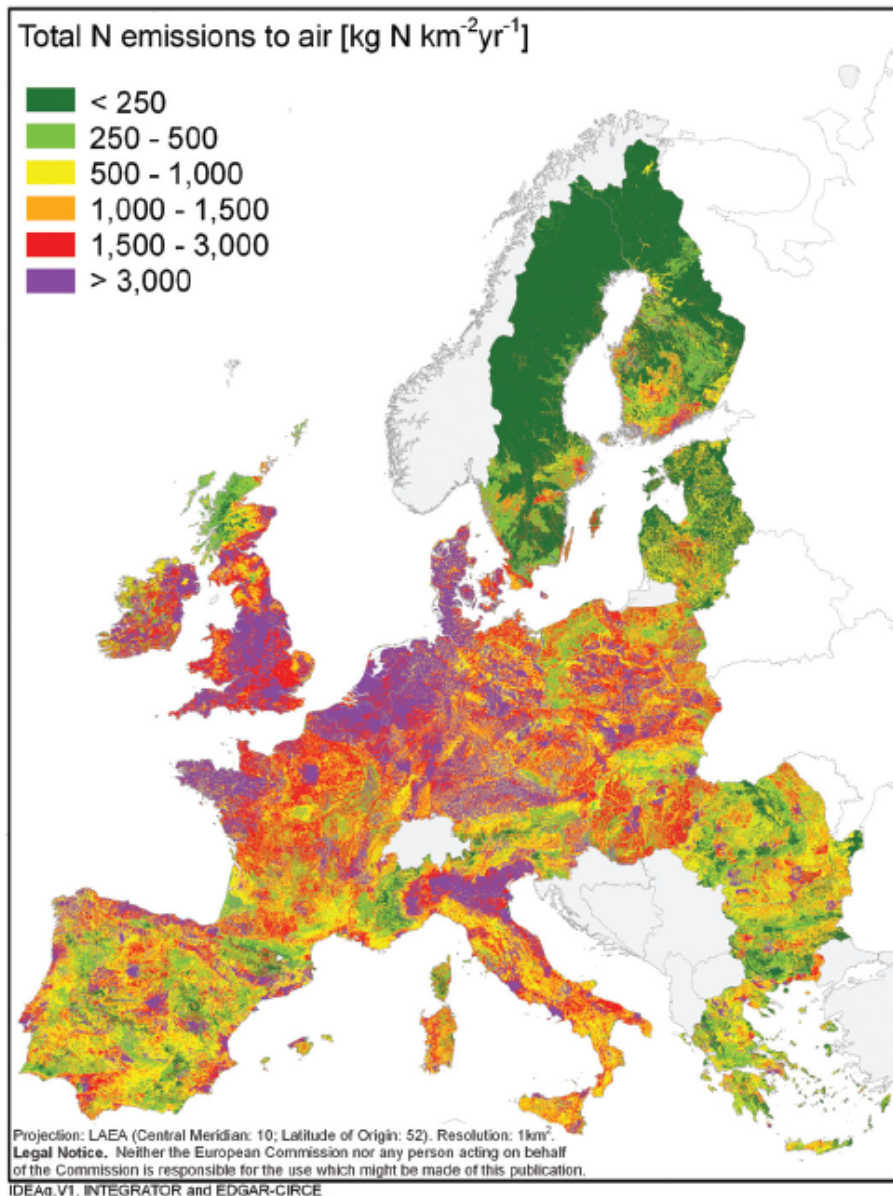 Total N emissions to air [kg N km⁻²yr⁻¹]
< 250
250 - 500
500 - 1,000
1,000 - 1,500
1,500 - 3,000
> 3,000
Projection: LAEA (Central Meridian: 10; Latitude of Origin: 52). Resolution: 1km².
Legal Notice. Neither the European Commission nor any person acting on behalf
of the Commission is responsible for the use which might be made of this publication.
IDEAg.V1, INTEGRATOR and EDGAR-CIRCE